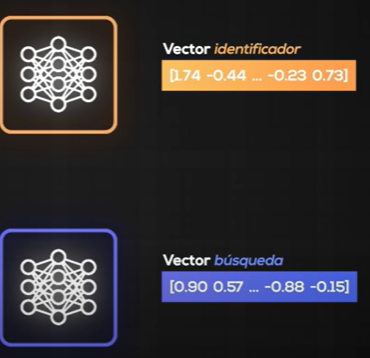 Vector identificador
[1.74 -0.44 ... -0.23 0.73]
Vector búsqueda
[0.90 0.57 ... -0.88 -0.15]